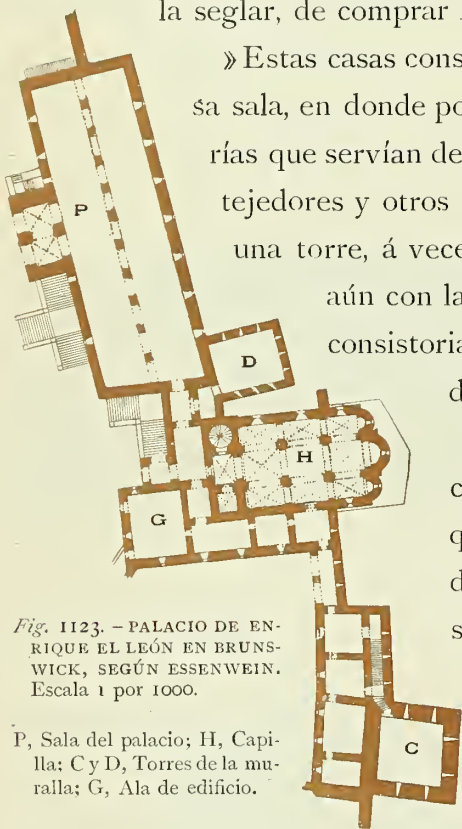 la seglar, de comprar
»Estas casas cons
sa sala, en donde po
rías que servían de
tejedores y otros
una torre, á vece
aún con la
consistoria
d
c
q
d
s
P
D
H
G
C
Fig. 1123. – PALACIO DE EN-
RIQUE EL LEÓN EN BRUNS-
WICK, SEGÚN ESSENWEIN.
Escala 1 por 1000.
P, Sala del palacio; H, Capi-
lla; C y D, Torres de la mu-
ralla; G, Ala de edificio.